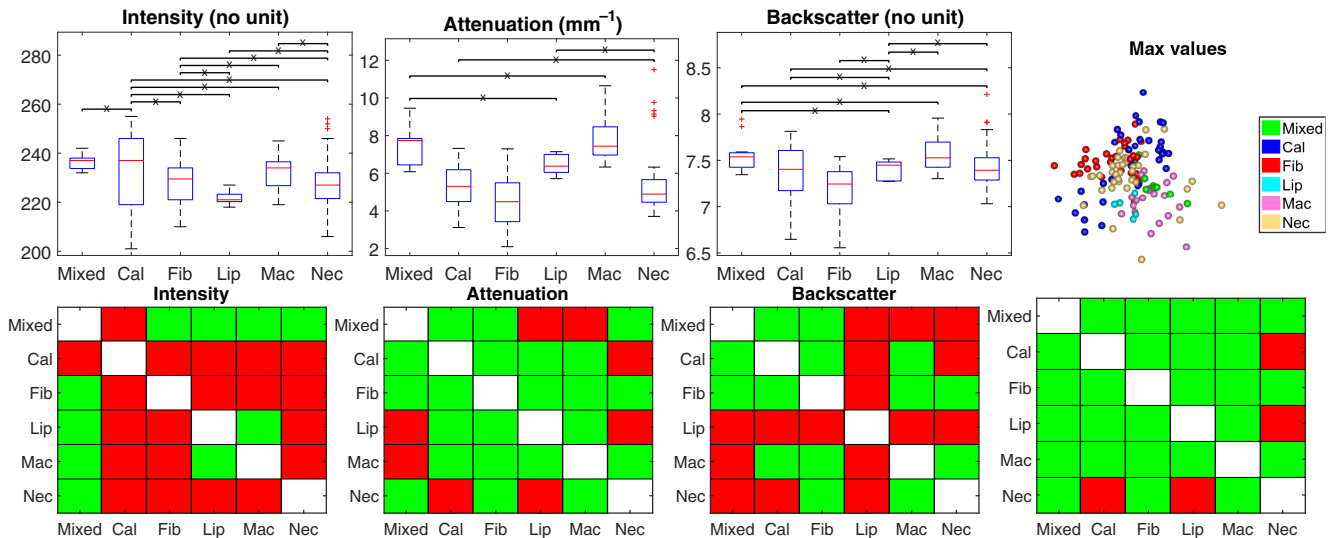 Intensity (no unit)
280
260
240
220
200
Mixed Cal Fib Lip Mac Nec
Attenuation (mm⁻¹)
12
10
8
6
4
2
Mixed Cal Fib Lip Mac Nec
Backscatter (no unit)
8.5
8
7.5
7
6.5
Mixed Cal Fib Lip Mac Nec
Max values
Mixed
Cal
Fib
Lip
Mac
Nec
Intensity
Mixed
Cal
Fib
Lip
Mac
Nec
Mixed Cal Fib Lip Mac Nec
Attenuation
Mixed
Cal
Fib
Lip
Mac
Nec
Mixed Cal Fib Lip Mac Nec
Backscatter
Mixed
Cal
Fib
Lip
Mac
Nec
Mixed Cal Fib Lip Mac Nec
Mixed
Cal
Fib
Lip
Mac
Nec
Mixed Cal Fib Lip Mac Nec